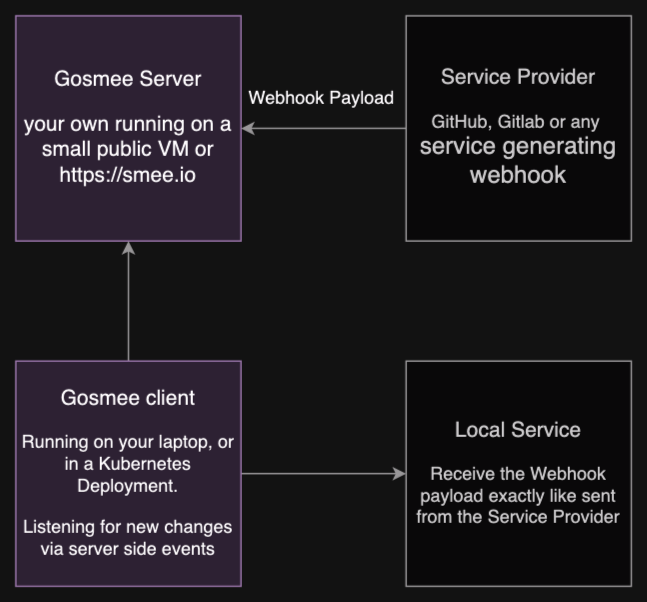 Gosmee Server
your own running on a
small public VM or
https://smee.io
Webhook Payload
Service Provider
GitHub, Gitlab or any
service generating
webhook
Gosmee client
Running on your laptop, or
in a Kubernetes
Deployment.
Listening for new changes
via server side events
Local Service
Receive the Webhook
payload exactly like sent
from the Service Provider